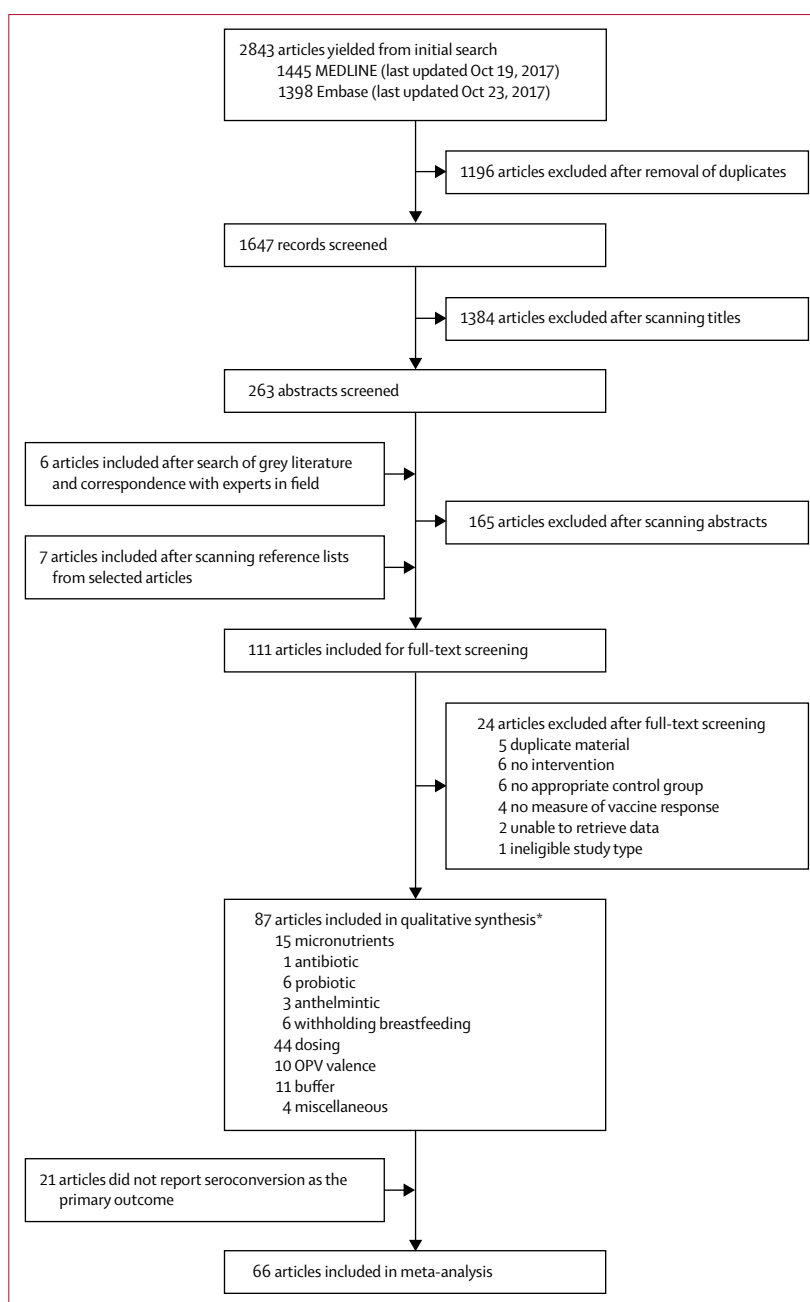 2843 articles yielded from initial search
1445 MEDLINE (last updated Oct 19, 2017)
1398 Embase (last updated Oct 23, 2017)
1196 articles excluded after removal of duplicates
1647 records screened
1384 articles excluded after scanning titles
263 abstracts screened
6 articles included after search of grey literature
and correspondence with experts in field
165 articles excluded after scanning abstracts
7 articles included after scanning reference lists
from selected articles
111 articles included for full-text screening
24 articles excluded after full-text screening
5 duplicate material
6 no intervention
6 no appropriate control group
4 no measure of vaccine response
2 unable to retrieve data
1 ineligible study type
87 articles included in qualitative synthesis*
15 micronutrients
1 antibiotic
6 probiotic
3 anthelmintic
6 withholding breastfeeding
44 dosing
10 OPV valence
11 buffer
4 miscellaneous
21 articles did not report seroconversion as the
primary outcome
66 articles included in meta-analysis